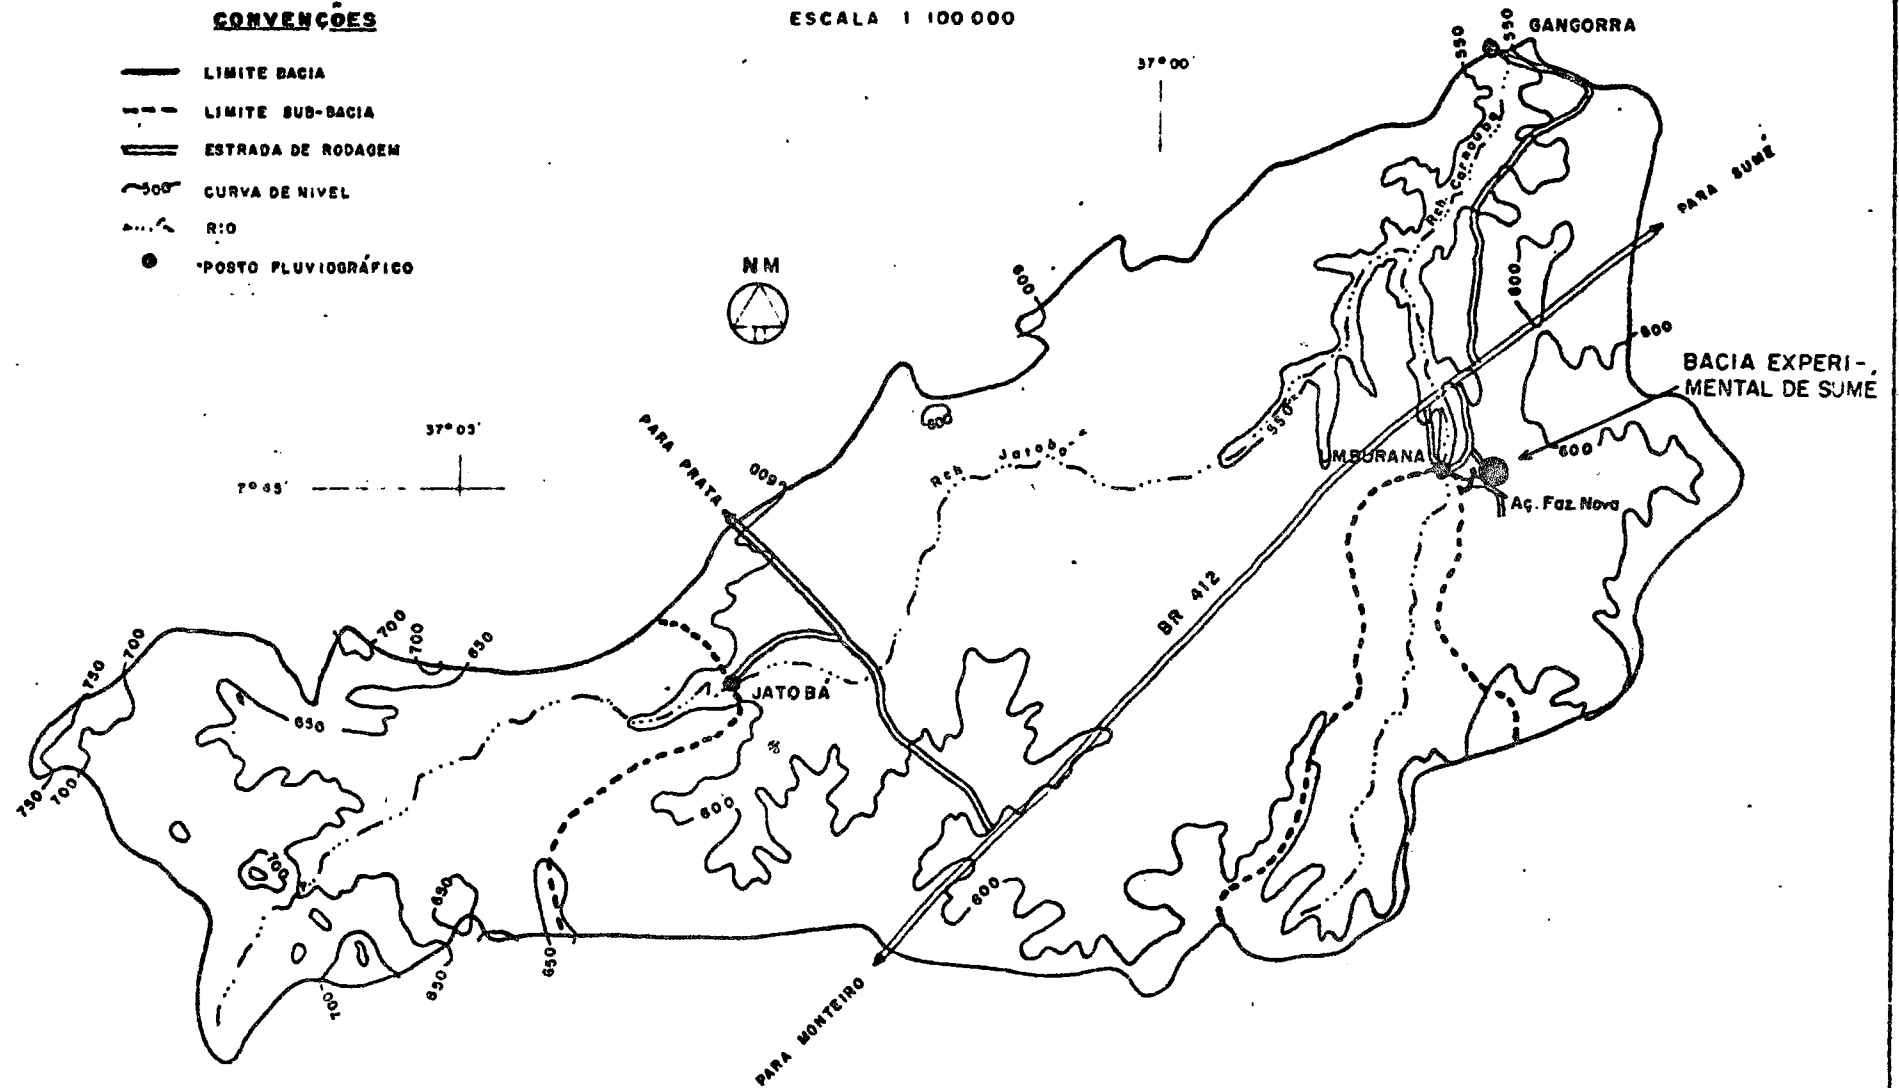 CONVENÇÕES
LIMITE BACIA
LIMITE SUB-BACIA
ESTRADA DE RODAGEM
500
CURVA DE NIVEL
RIO
POSTO FLUVIOGRÁFICO
ESCALA 1 100 000
37°00'
550
550
GANGORRA
Rch.
PARA SUMÉ
NM
600
600
600
BACIA EXPERI-
MENTAL DE SUMÉ
600
37°05'
PARA PRATA
600
600
Rch Jatobá
550
UMBURANA
Aç. Faz Nova
BR 412
750
700
700
700
650
650
JATOBÁ
750
700
600
700
650
600
650
650
700
PARA MONTEIRO